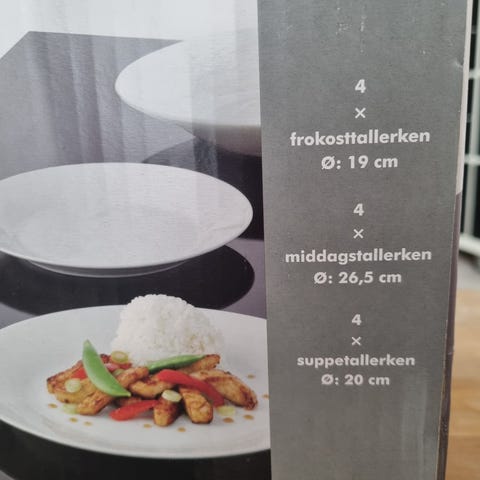 4
×
frokosttallerken
Ø: 19 cm
4
×
middagstallerken
Ø: 26,5 cm
4
×
suppetallerken
Ø: 20 cm